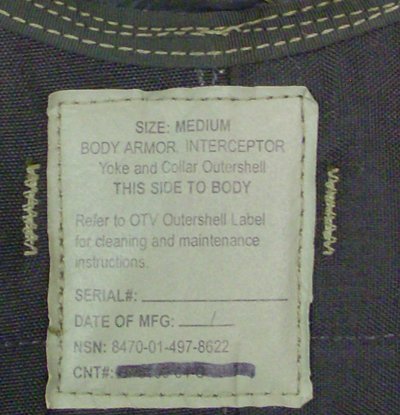 SIZE: MEDIUM
BODY ARMOR, INTERCEPTOR
Yoke and Collar Outershell
THIS SIDE TO BODY
Refer to OTV Outershell Label
for cleaning and maintenance
instructions.
SERIAL#:
DATE OF MFG: /
NSN: 8470-01-497-8622
CNT#: